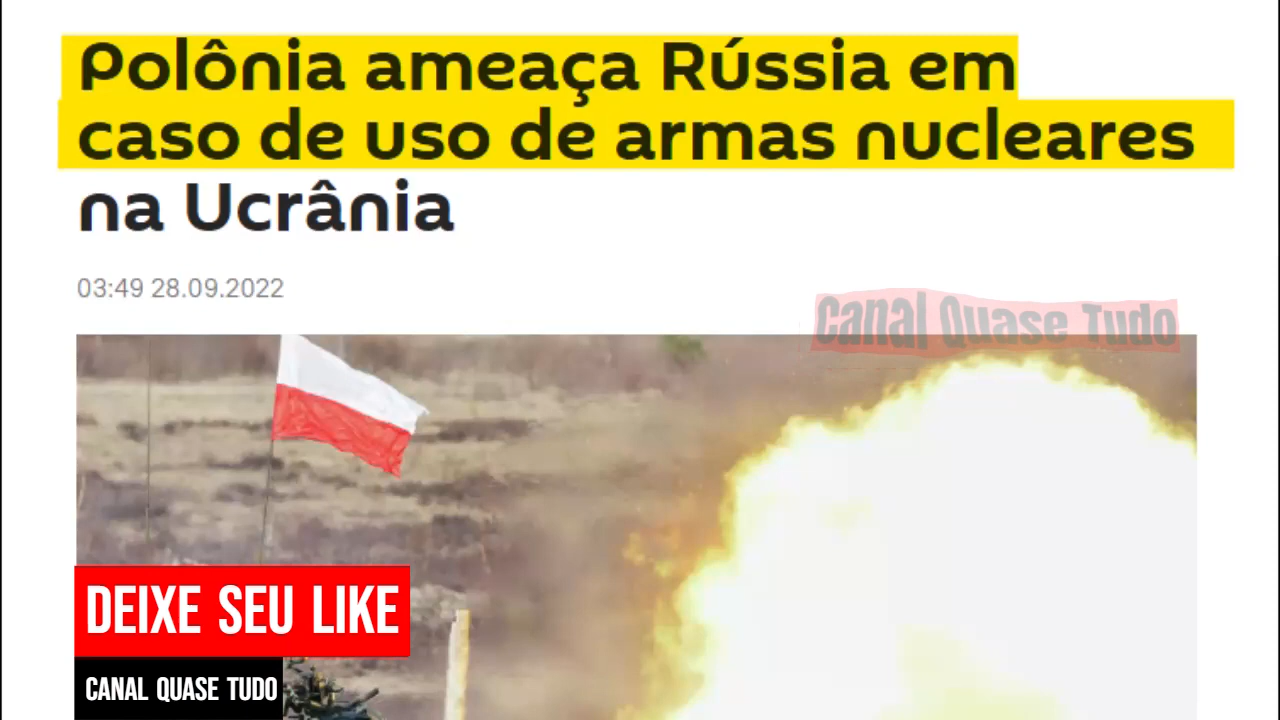 Polônia ameaça Rússia em
caso de uso de armas nucleares
na Ucrânia
03:49 28.09.2022
Canal Quase Tudo
DEIXE SEU LIKE
CANAL QUASE TUDO